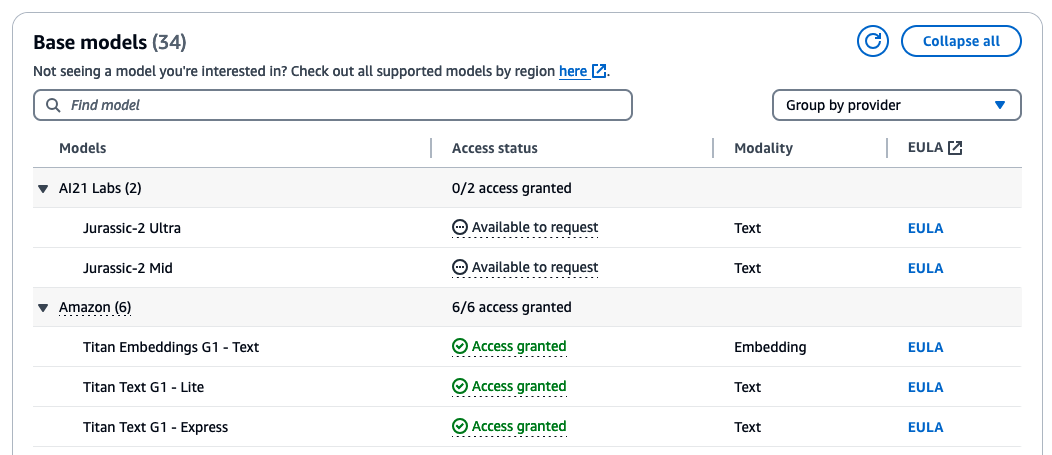 Base models (34)
Collapse all
Not seeing a model you're interested in? Check out all supported models by region here.
Find model
Group by provider
Models Access status Modality EULA
AI21 Labs (2) 0/2 access granted
Jurassic-2 Ultra Available to request Text EULA
Jurassic-2 Mid Available to request Text EULA
Amazon (6) 6/6 access granted
Titan Embeddings G1 - Text Access granted Embedding EULA
Titan Text G1 - Lite Access granted Text EULA
Titan Text G1 - Express Access granted Text EULA